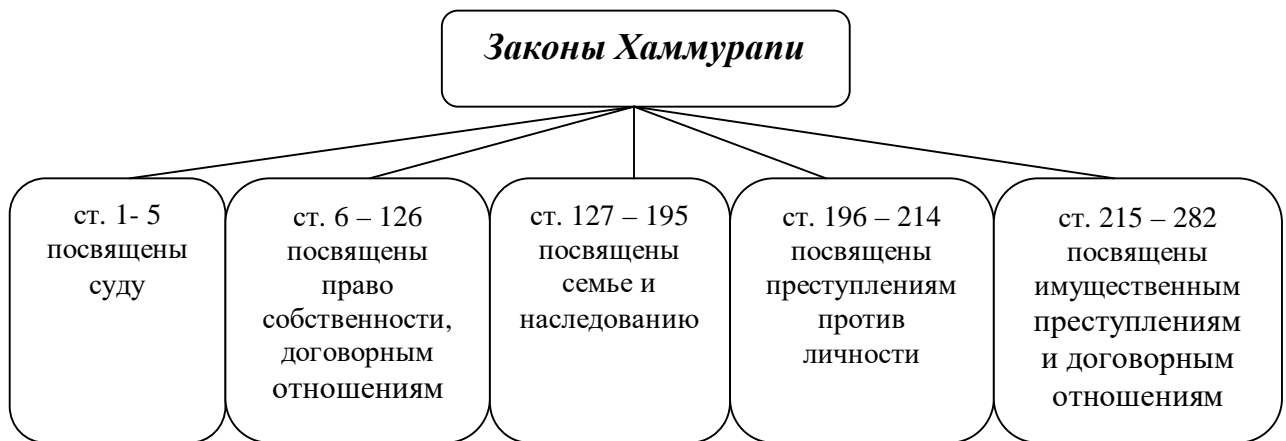 Законы Хаммурапи
ст. 1- 5
посвящены
суду
ст. 6 – 126
посвящены
право
собственности,
договорным
отношениям
ст. 127 – 195
посвящены
семье и
наследованию
ст. 196 – 214
посвящены
преступлениям
против
личности
ст. 215 – 282
посвящены
имущественным
преступлениям
и договорным
отношениям